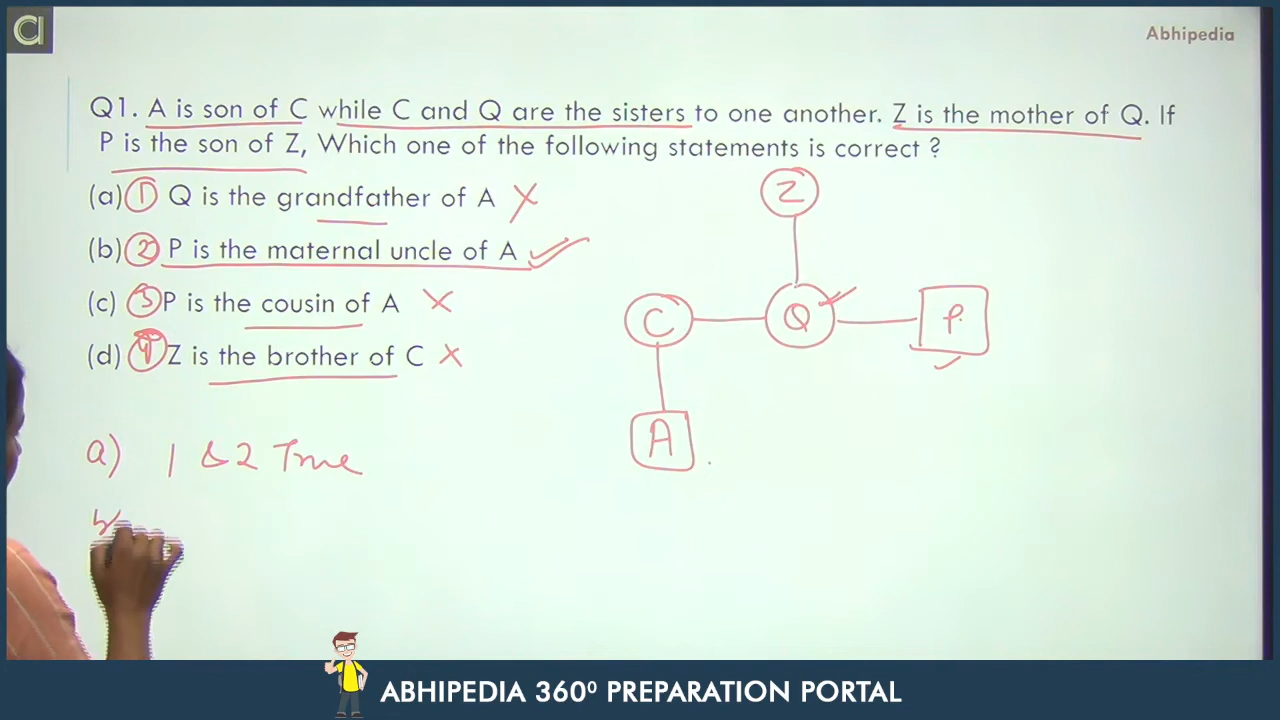 Abhipedia
Q1. A is son of C while C and Q are the sisters to one another. Z is the mother of Q. If
P is the son of Z, Which one of the following statements is correct ?
(a) 1 Q is the grandfather of A
(b) 2 P is the maternal uncle of A
(c) 3 P is the cousin of A
(d) 4 Z is the brother of C
Z
C Q P
A
a) 1 & 2 True
ABHIPEDIA 360⁰ PREPARATION PORTAL